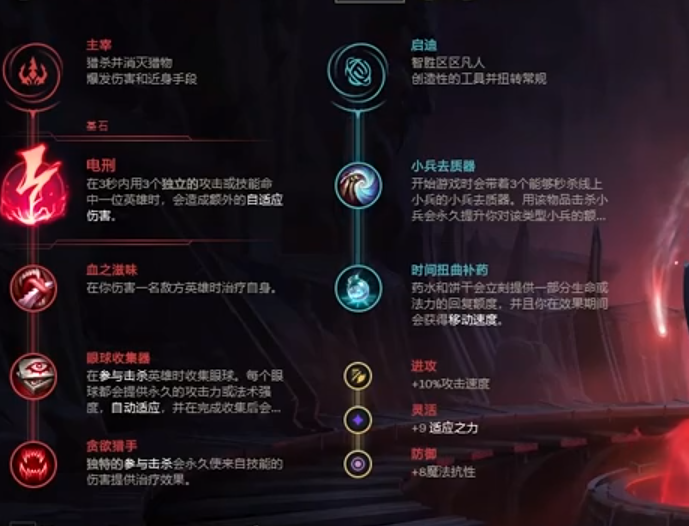 主宰
猎杀并消灭猎物
爆发伤害和近身手段
基石
电刑
在3秒内用3个独立的攻击或技能命
中一位英雄时，会造成额外的自适应
伤害。
血之滋味
在你伤害一名敌方英雄时治疗自身。
眼球收集器
在参与击杀英雄时收集眼球。每个眼
球都会提供永久的攻击力或法术强
度，自动适应，并在完成收集后会...
贪欲猎手
独特的参与击杀会永久使来自技能的
伤害提供治疗效果。
启迪
智胜区区凡人
创造性的工具并扭转常规
小兵去质器
开始游戏时会带着3个能够秒杀线上
小兵的小兵去质器。用该物品击杀小
兵会永久提升你对该类型小兵的额...
时间扭曲补药
药水和饼干会立刻提供一部分生命或
法力的回复额度，并且你在效果期间
会获得移动速度。
进攻
+10%攻击速度
灵活
+9 适应之力
防御
+8魔法抗性